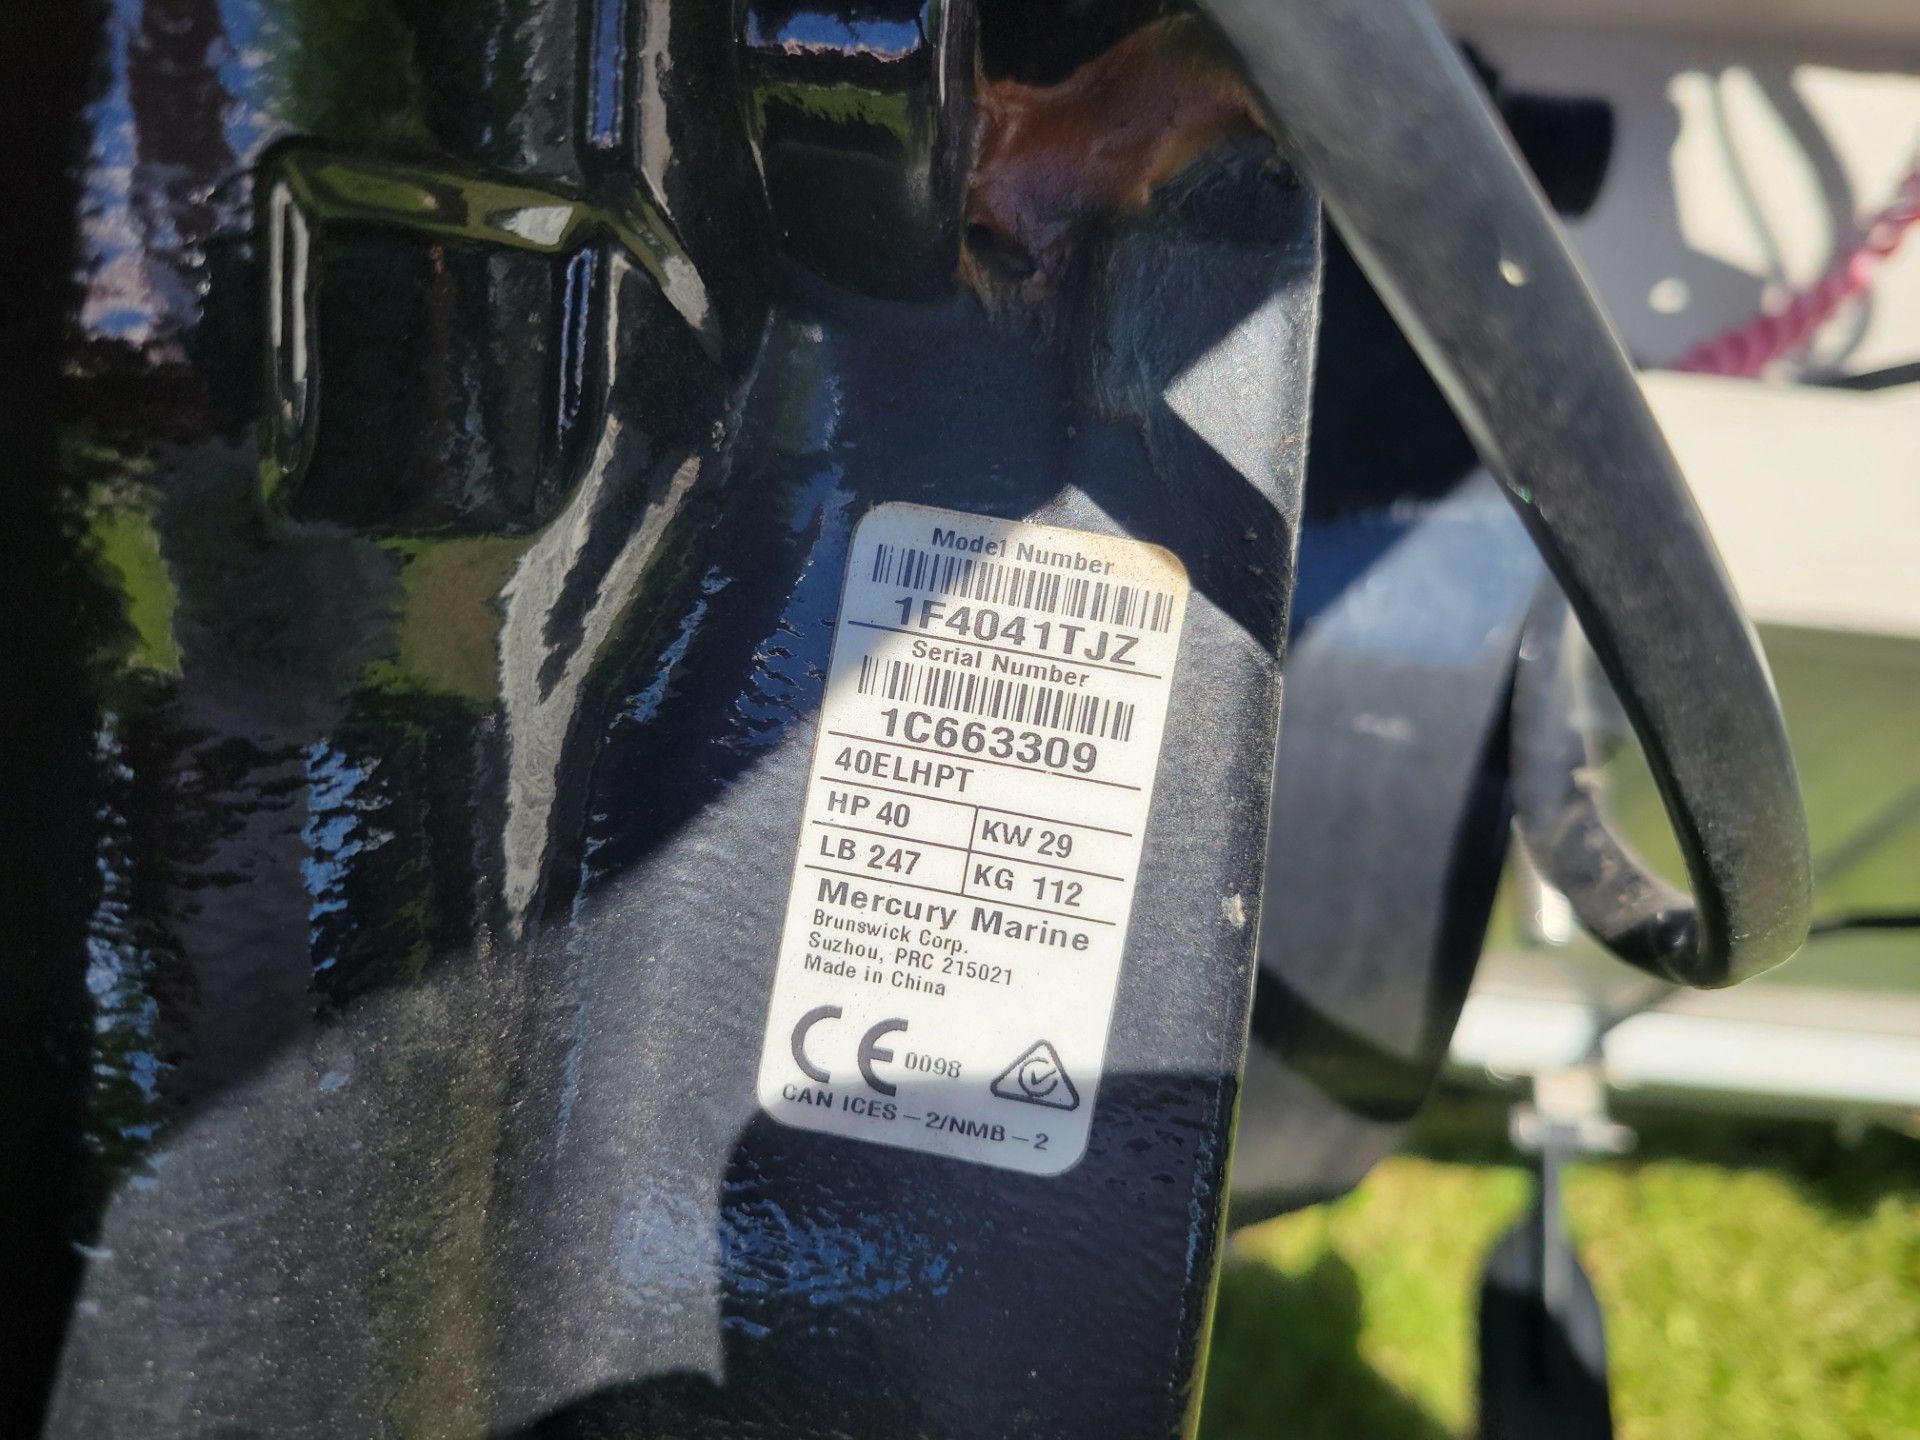 Model Number
1F4041TJZ
Serial Number
1C663309
40ELHPT
HP 40 KW 29
LB 247 KG 112
Mercury Marine
Brunswick Corp.
Suzhou, PRC 215021
Made in China
CE 0098
CAN ICES – 2/NMB – 2